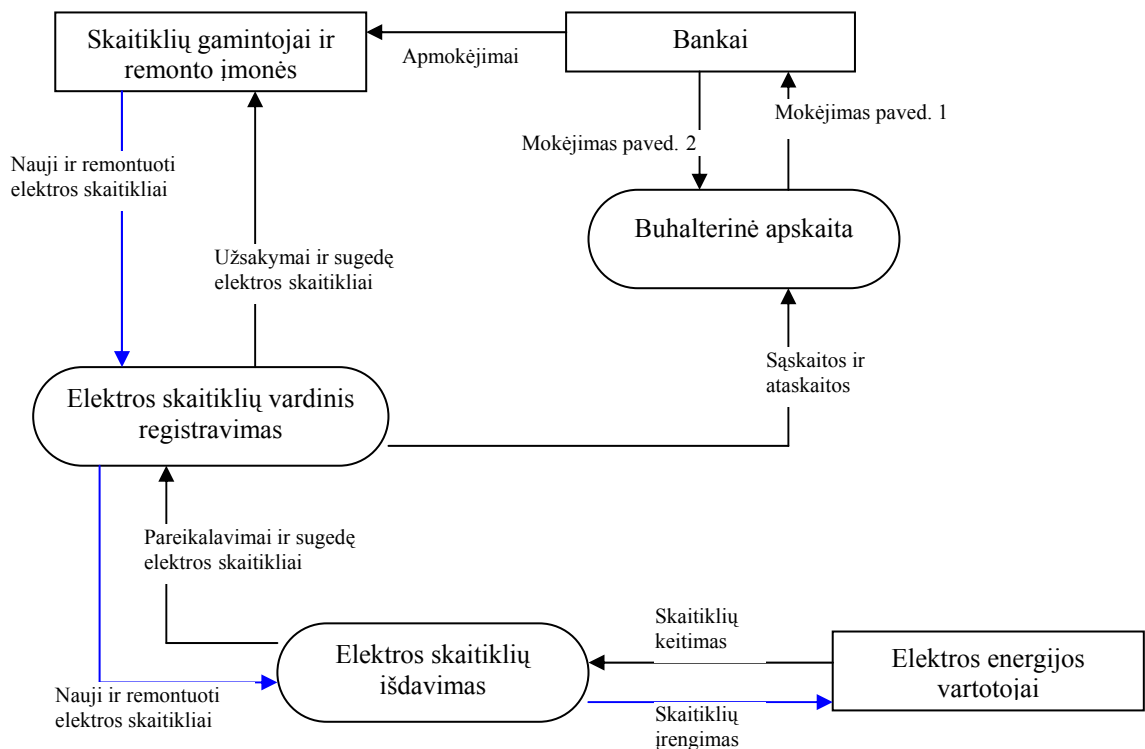 Skaitiklių gamintojai ir
remonto įmonės
Bankai
Apmokėjimai
Mokėjimas paved. 1
Mokėjimas paved. 2
Nauji ir remontuoti
elektros skaitikliai
Buhalterinė apskaita
Užsakymai ir sugedę
elektros skaitikliai
Sąskaitos ir
ataskaitos
Elektros skaitiklių vardinis
registravimas
Pareikalavimai ir sugedę
elektros skaitikliai
Skaitiklių
keitimas
Elektros skaitiklių
išdavimas
Elektros energijos
vartotojai
Nauji ir remontuoti
elektros skaitikliai
Skaitiklių
įrengimas